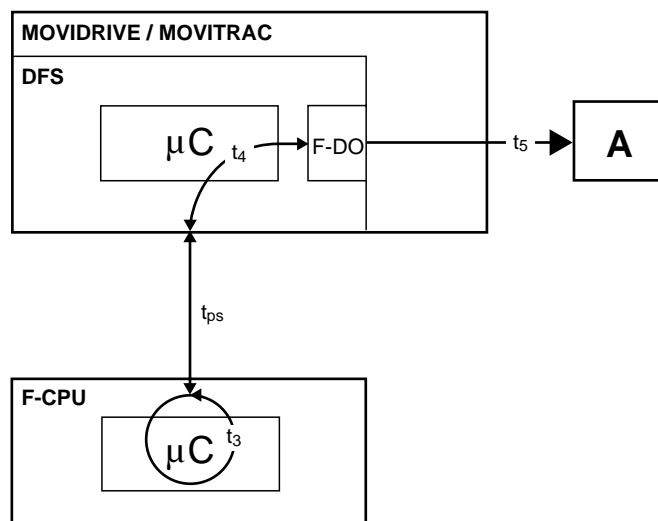 MOVIDRIVE / MOVITRAC
DFS
μC
t4
F-DO
t5
A
tps
F-CPU
μC
t3